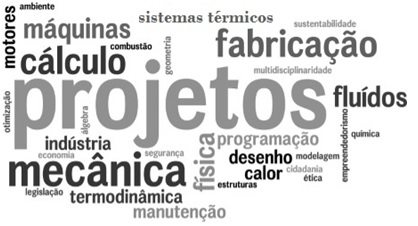 ambiente
motores
máquinas
sistemas térmicos
sustentabilidade
combustão
geometria
fabricação
cálculo
multidisciplinaridade
otimização
projetos
fluídos
álgebra
empreendedorismo
química
indústria
física
programação
economia
segurança
desenho
modelagem
mecânica
calor
cidadania
ética
legislação
termodinâmica
estruturas
manutenção